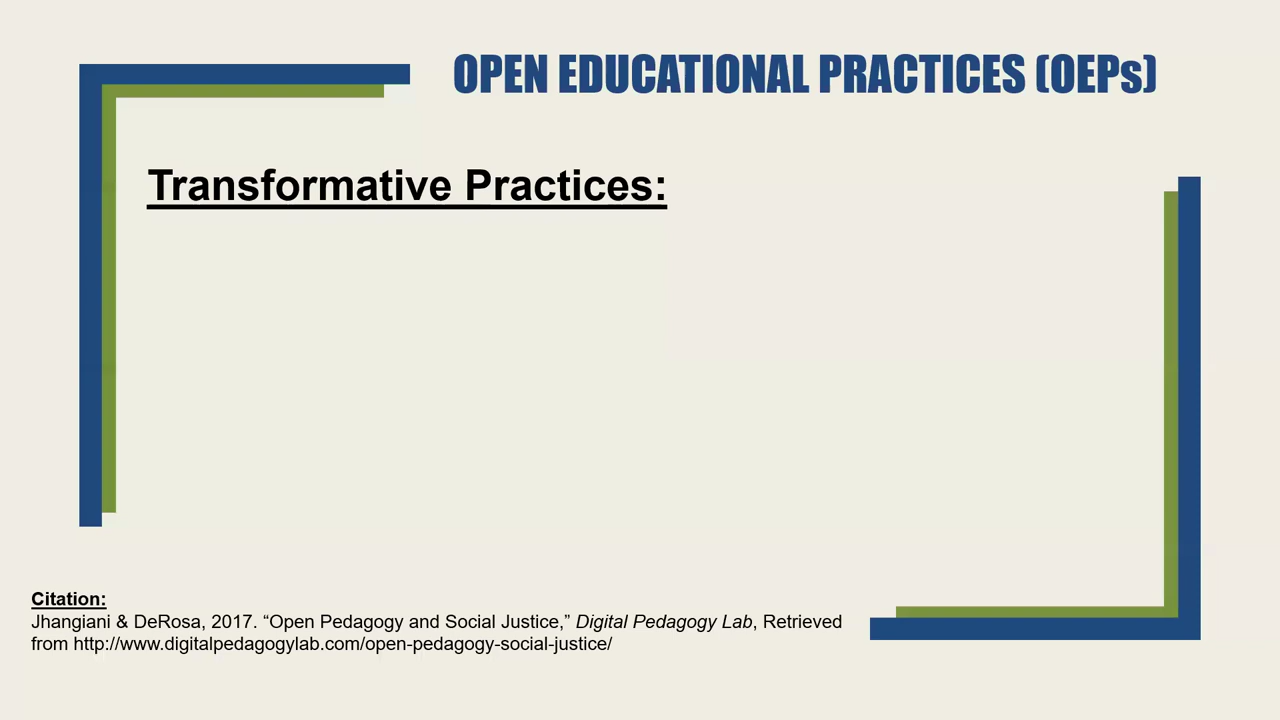 OPEN EDUCATIONAL PRACTICES (OEPs)
Transformative Practices:
Citation:
Jhangiani & DeRosa, 2017. “Open Pedagogy and Social Justice,” Digital Pedagogy Lab, Retrieved
from http://www.digitalpedagogylab.com/open-pedagogy-social-justice/